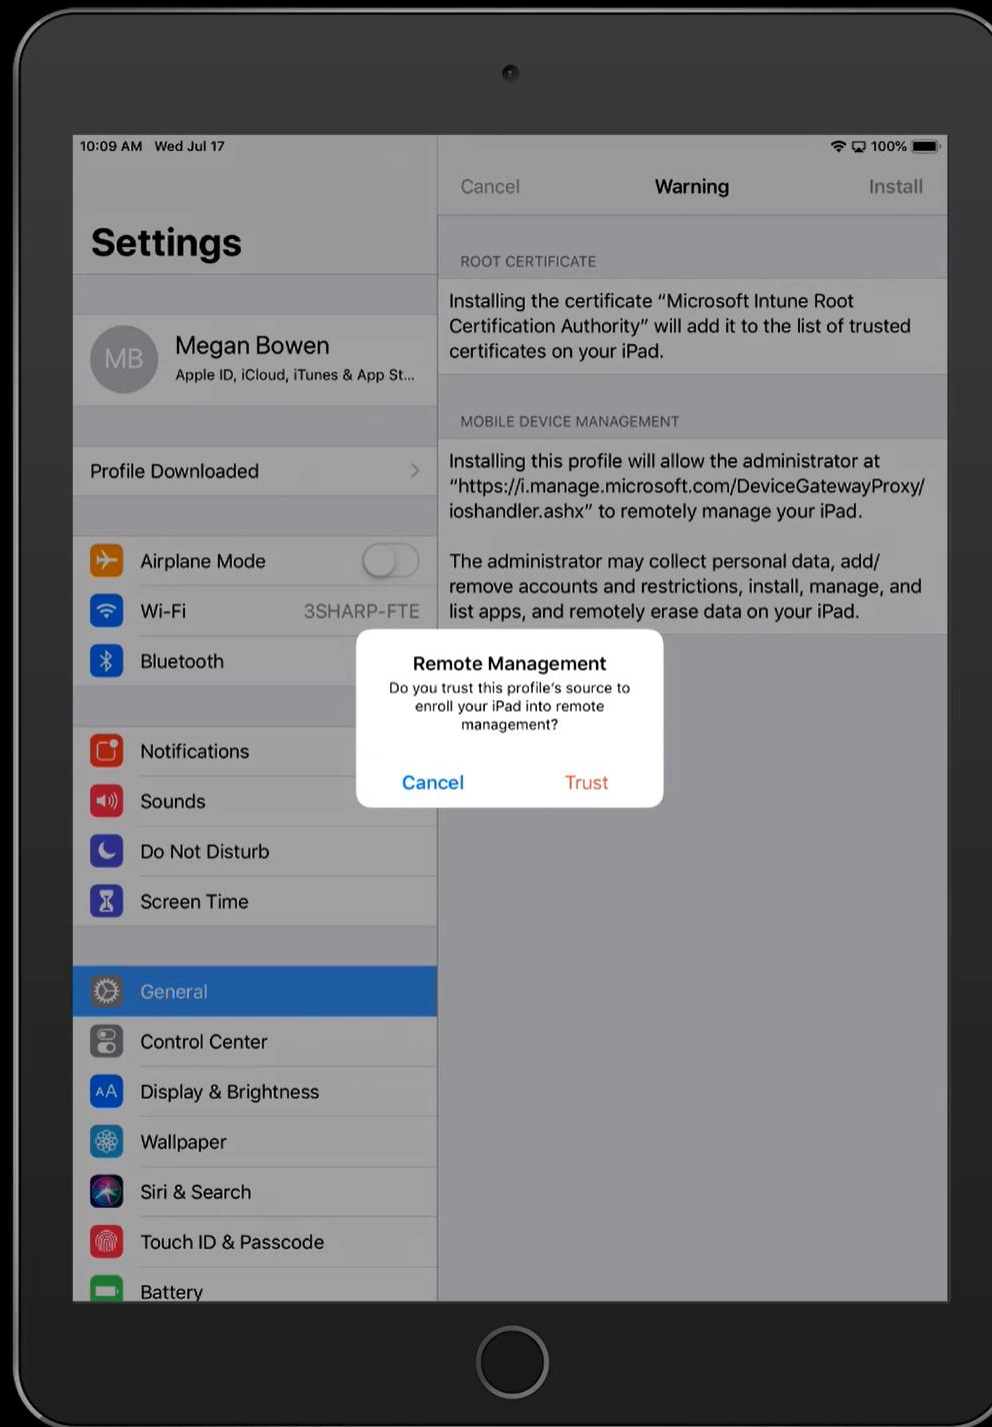 10:09 AM Wed Jul 17
100%
Settings
MB
Megan Bowen
Apple ID, iCloud, iTunes & App St...
Profile Downloaded
Airplane Mode
Wi-Fi 3SHARP-FTE
Bluetooth
Notifications
Sounds
Do Not Disturb
Screen Time
General
Control Center
AA
Display & Brightness
Wallpaper
Siri & Search
Touch ID & Passcode
Battery
Cancel Warning Install
ROOT CERTIFICATE
Installing the certificate “Microsoft Intune Root
Certification Authority” will add it to the list of trusted
certificates on your iPad.
MOBILE DEVICE MANAGEMENT
Installing this profile will allow the administrator at
“https://i.manage.microsoft.com/DeviceGatewayProxy/
ioshandler.ashx” to remotely manage your iPad.
The administrator may collect personal data, add/
remove accounts and restrictions, install, manage, and
list apps, and remotely erase data on your iPad.
Remote Management
Do you trust this profile’s source to
enroll your iPad into remote
management?
Cancel Trust